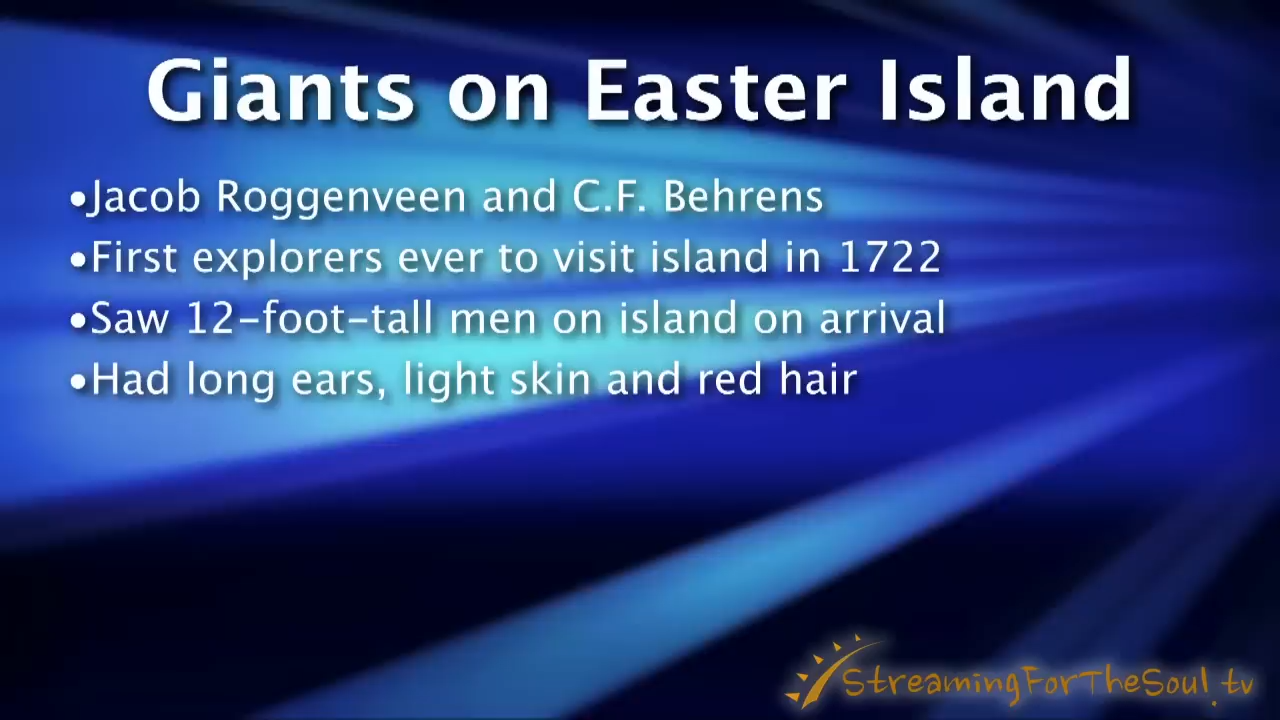 Giants on Easter Island
•Jacob Roggenveen and C.F. Behrens
•First explorers ever to visit island in 1722
•Saw 12-foot-tall men on island on arrival
•Had long ears, light skin and red hair
StreamingForTheSoul.tv